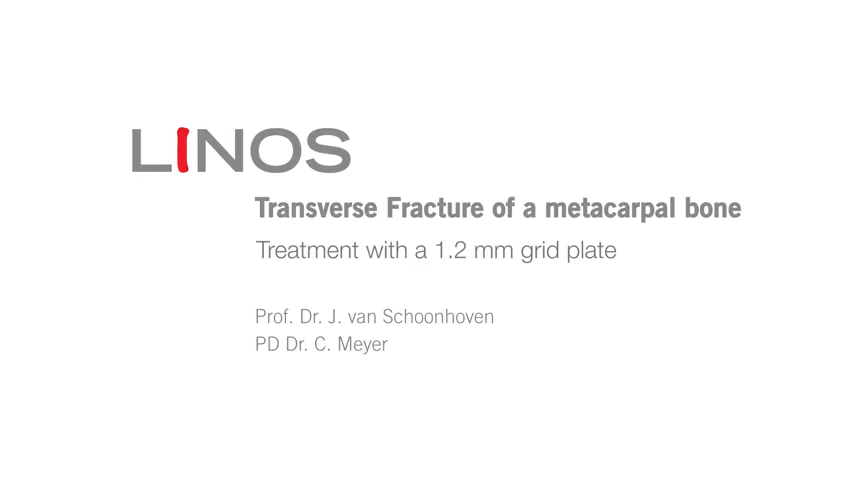 LINOS
Transverse Fracture of a metacarpal bone
Treatment with a 1.2 mm grid plate
Prof. Dr. J. van Schoonhoven
PD Dr. C. Meyer